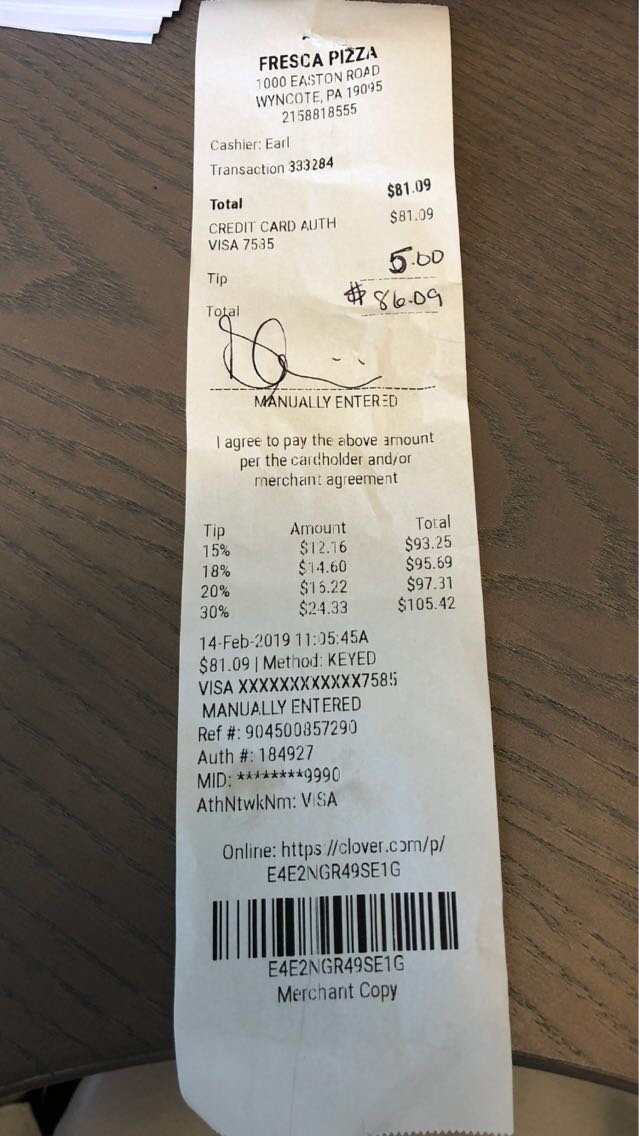 FRESCA PIZZA
1000 EASTON ROAD
WYNCOTE, PA 19095
2158818555
Cashier: Earl
Transaction 333284
Total $81.09
CREDIT CARD AUTH $81.09
VISA 7585
Tip 5.00
Total $86.09
MANUALLY ENTERED
I agree to pay the above amount
per the cardholder and/or
merchant agreement
Tip Amount Total
15% $12.16 $93.25
18% $14.60 $95.69
20% $16.22 $97.31
30% $24.33 $105.42
14-Feb-2019 11:05:45A
$81.09 | Method: KEYED
VISA XXXXXXXXXXXX7585
MANUALLY ENTERED
Ref #: 904500857290
Auth #: 184927
MID: ********9990
AthNtwkNm: VISA
Online: https://clover.com/p/
E4E2NGR49SE1G
E4E2NGR49SE1G
Merchant Copy